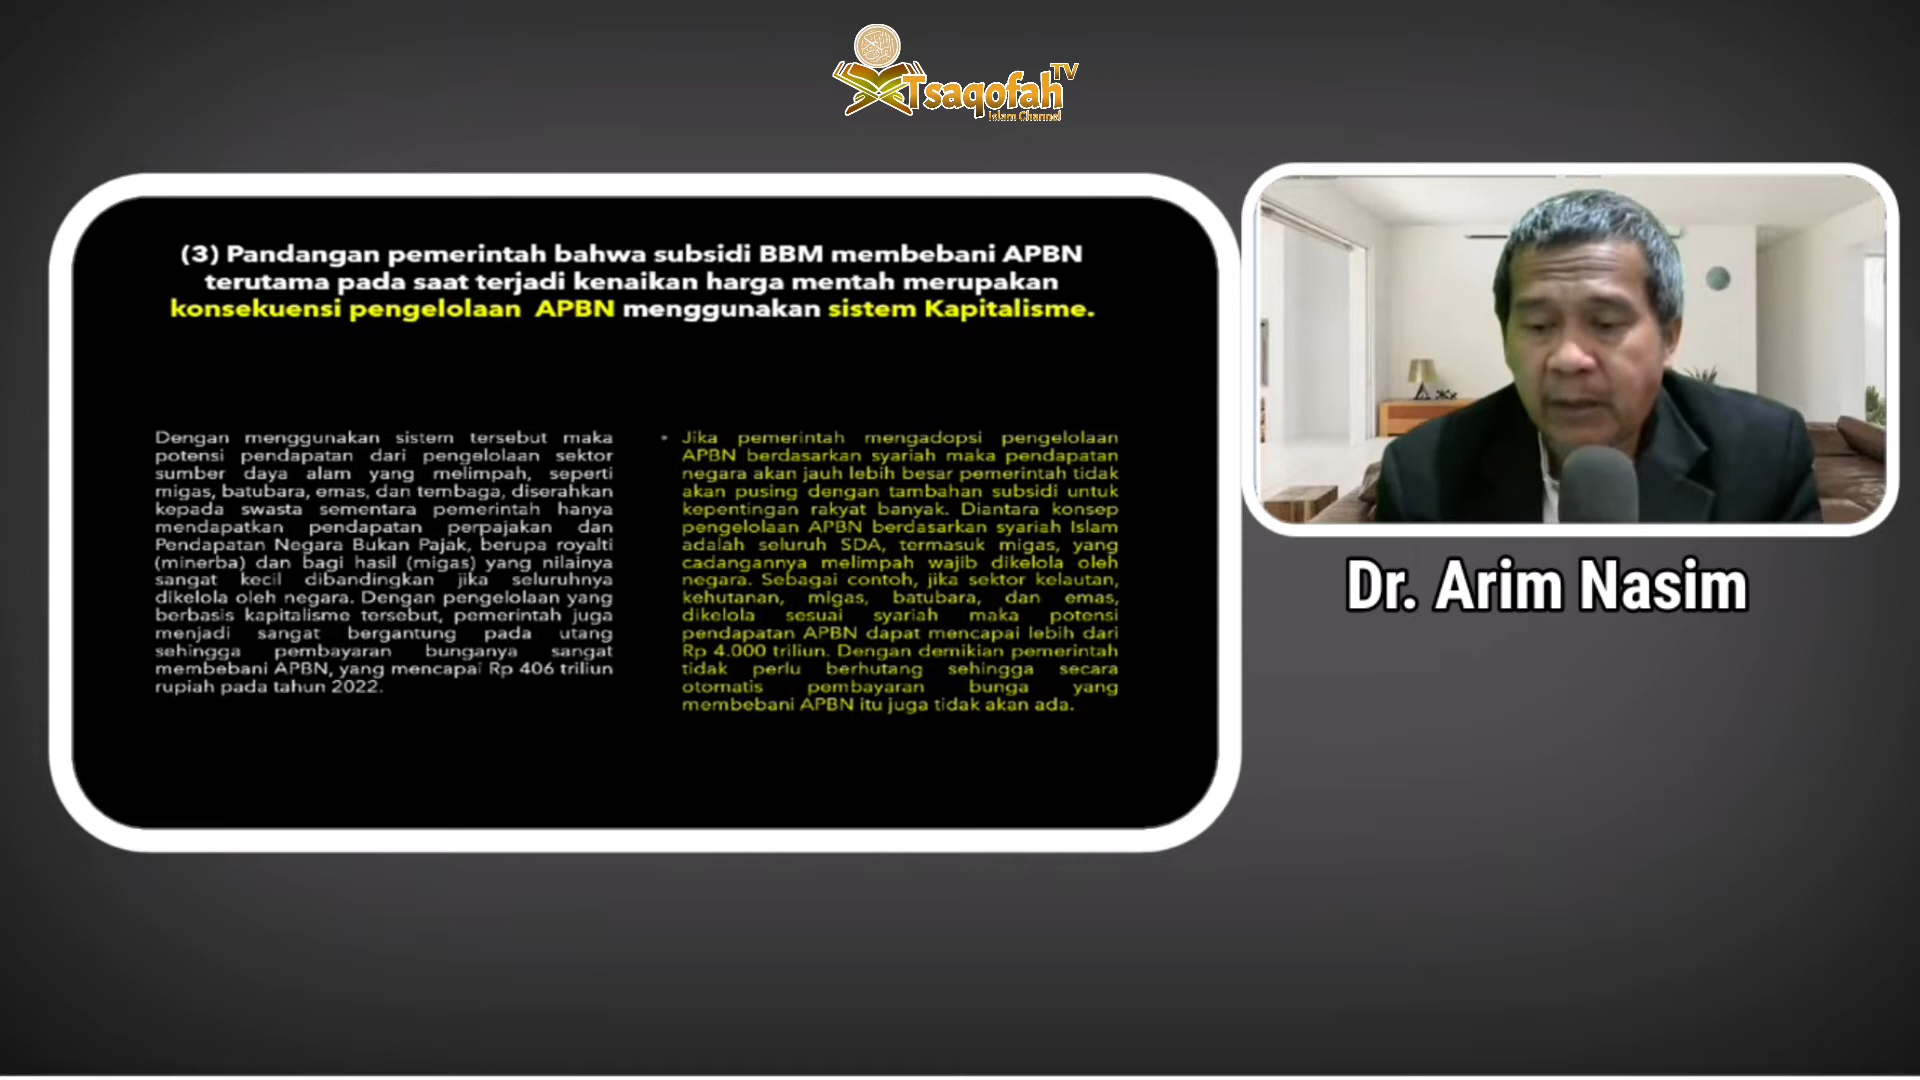 Tsaqofah TV
Islam Channel
(3) Pandangan pemerintah bahwa subsidi BBM membebani APBN
terutama pada saat terjadi kenaikan harga mentah merupakan
konsekuensi pengelolaan APBN menggunakan sistem Kapitalisme.
Dengan menggunakan sistem tersebut maka
potensi pendapatan dari pengelolaan sektor
sumber daya alam yang melimpah, seperti
migas, batubara, emas, dan tembaga, diserahkan
kepada swasta sementara pemerintah hanya
mendapatkan pendapatan perpajakan dan
Pendapatan Negara Bukan Pajak, berupa royalti
(minerba) dan bagi hasil (migas) yang nilainya
sangat kecil dibandingkan jika seluruhnya
dikelola oleh negara. Dengan pengelolaan yang
berbasis kapitalisme tersebut, pemerintah juga
menjadi sangat bergantung pada utang
sehingga pembayaran bunganya sangat
membebani APBN, yang mencapai Rp 406 triliun
rupiah pada tahun 2022.
• Jika pemerintah mengadopsi pengelolaan
APBN berdasarkan syariah maka pendapatan
negara akan jauh lebih besar pemerintah tidak
akan pusing dengan tambahan subsidi untuk
kepentingan rakyat banyak. Diantara konsep
pengelolaan APBN berdasarkan syariah Islam
adalah seluruh SDA, termasuk migas, yang
cadangannya melimpah wajib dikelola oleh
negara. Sebagai contoh, jika sektor kelautan,
kehutanan, migas, batubara, dan emas,
dikelola sesuai syariah maka potensi
pendapatan APBN dapat mencapai lebih dari
Rp 4.000 triliun. Dengan demikian pemerintah
tidak perlu berhutang sehingga secara
otomatis pembayaran bunga yang
membebani APBN itu juga tidak akan ada.
Dr. Arim Nasim